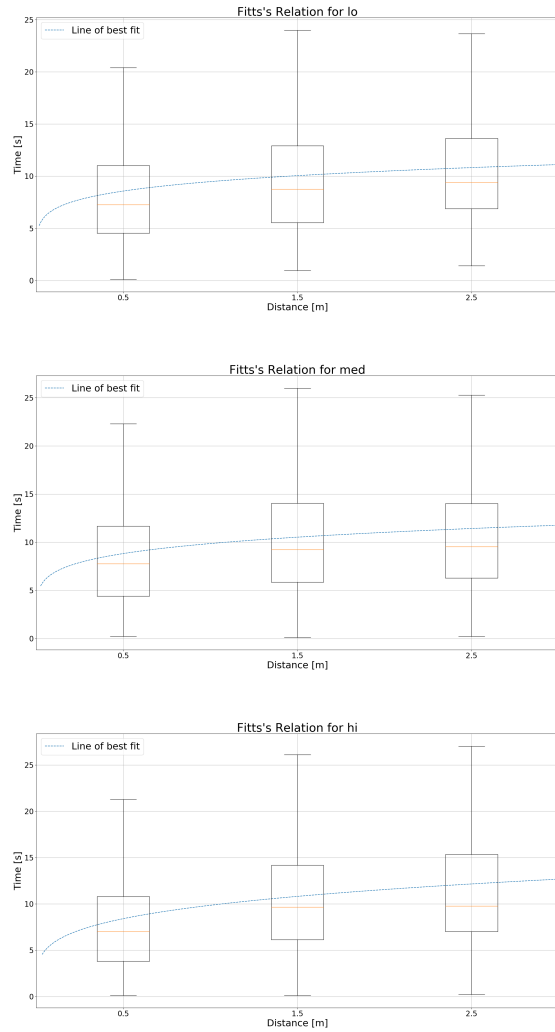 Fitts's Relation for lo
Line of best fit
25
20
15
10
5
0
Time [s]
0.5 1.5 2.5
Distance [m]
Fitts's Relation for med
Line of best fit
25
20
15
10
5
0
Time [s]
0.5 1.5 2.5
Distance [m]
Fitts's Relation for hi
Line of best fit
25
20
15
10
5
0
Time [s]
0.5 1.5 2.5
Distance [m]